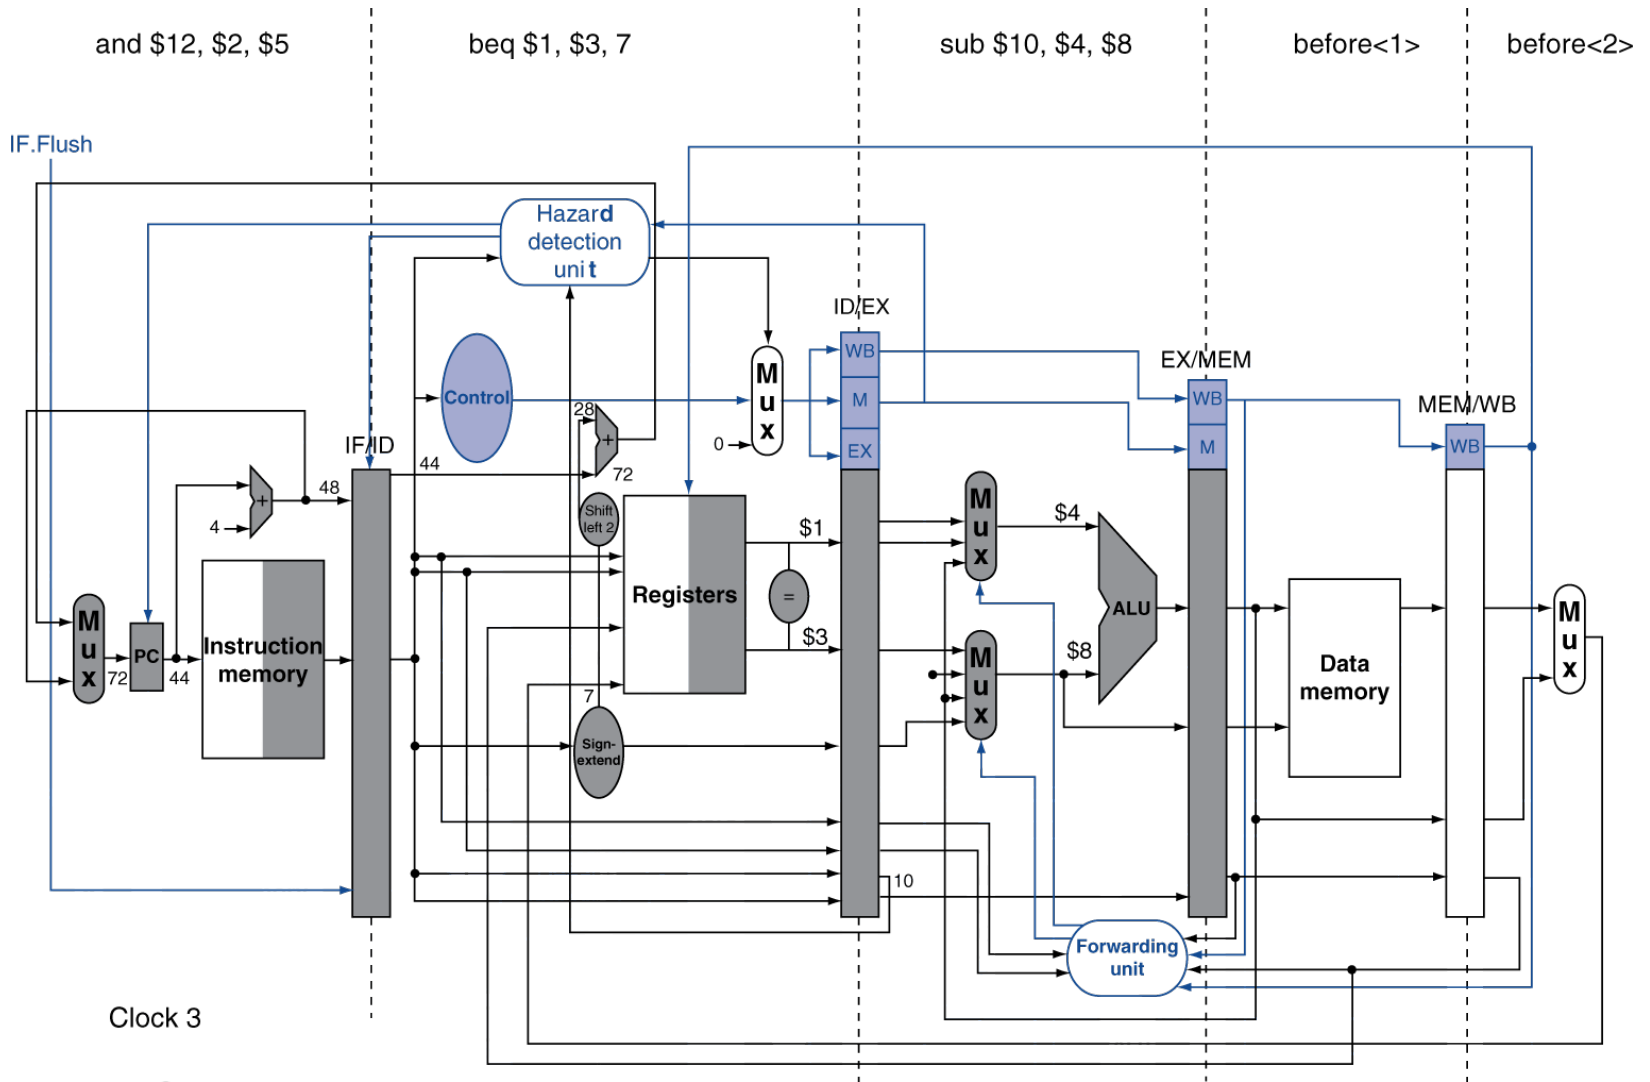 and $12, $2, $5
beq $1, $3, 7
sub $10, $4, $8
before<1>
before<2>
IF.Flush
Hazard
detection
unit
ID/EX
WB
M
EX
EX/MEM
WB
M
MEM/WB
WB
Control
Mux
0
28
+
72
IF/ID
44
48
+
4
Shift
left 2
Registers
$1
=
$3
Mux
$4
ALU
Mux
$8
Mux
72
PC
44
Instruction
memory
Data
memory
Mux
7
Sign-
extend
10
Forwarding
unit
Clock 3